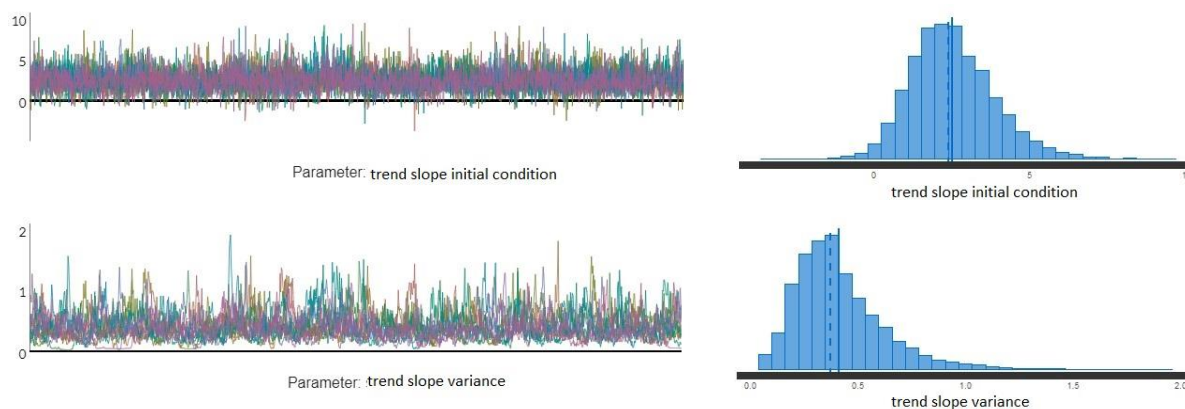 10
5
0
Parameter: trend slope initial condition
0 5 1
trend slope initial condition
2
1
0
Parameter: trend slope variance
0.0 0.5 1.0 1.5 2.0
trend slope variance